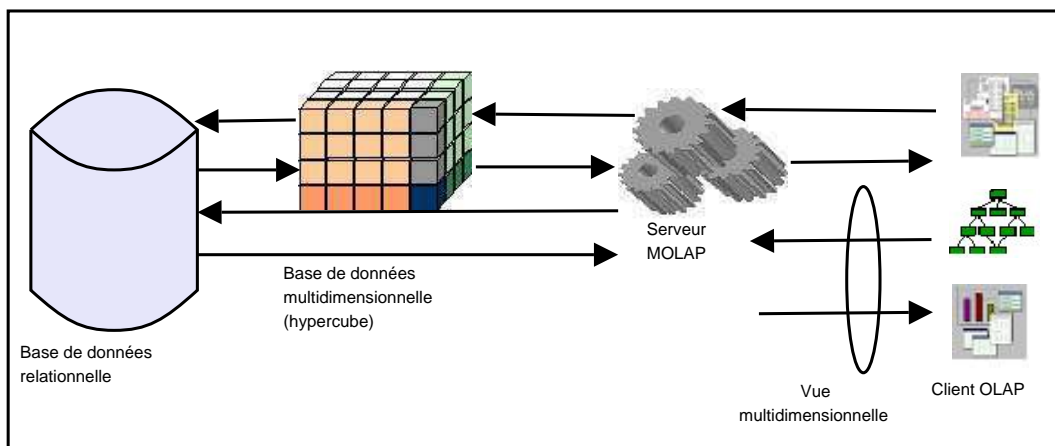 Serveur
MOLAP
Base de données
multidimensionnelle
(hypercube)
Base de données
relationnelle
Vue
multidimensionnelle
Client OLAP